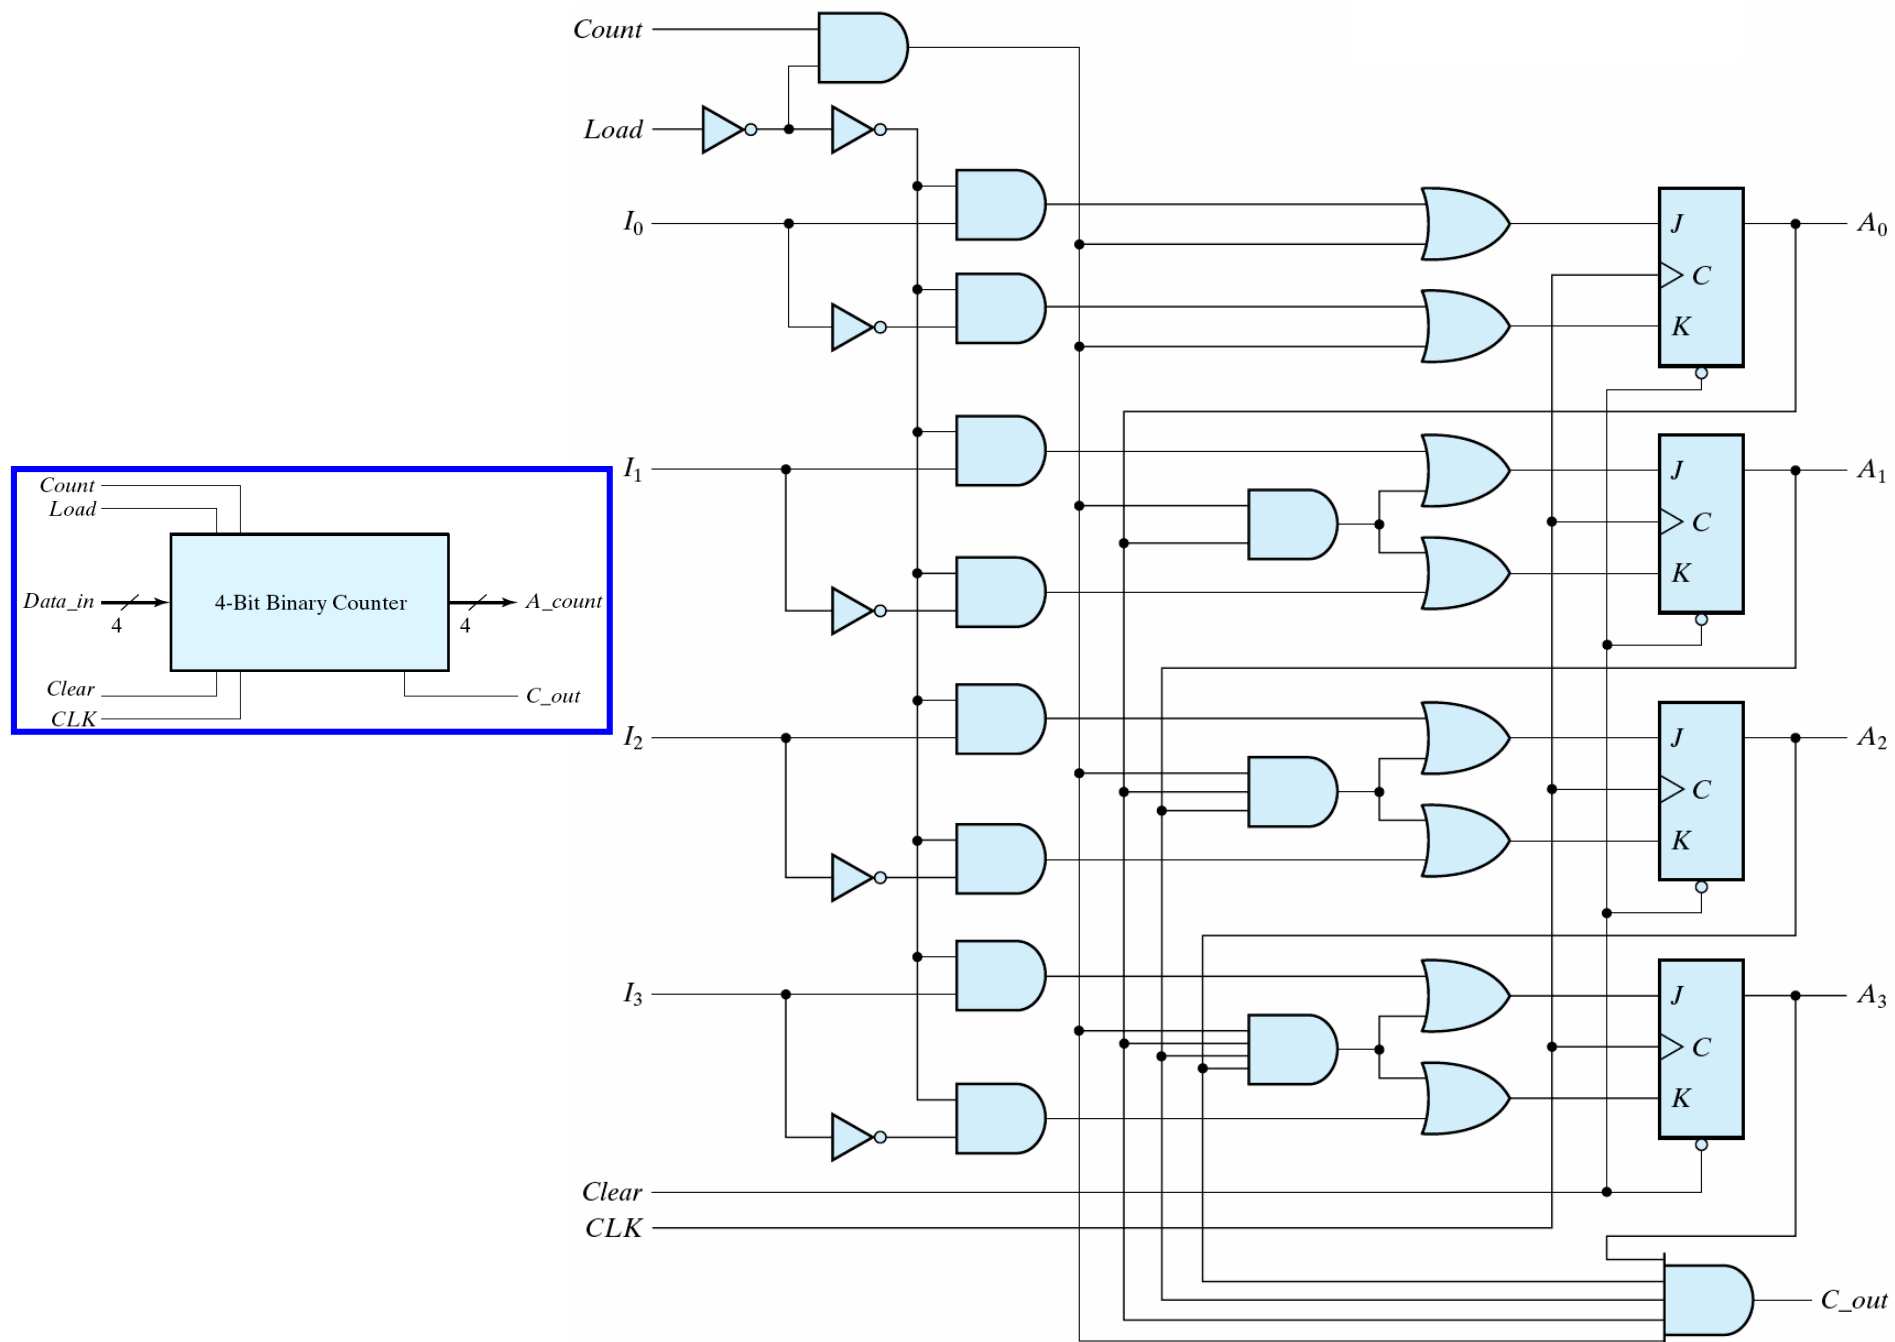 Count
Load
Data_in
4
4-Bit Binary Counter
4
A_count
Clear
CLK
C_out
Count
Load
I0
J
C
K
A0
I1
J
C
K
A1
I2
J
C
K
A2
I3
J
C
K
A3
Clear
CLK
C_out